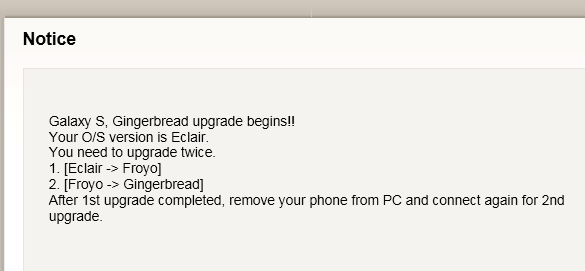 Notice
Galaxy S, Gingerbread upgrade begins!!
Your O/S version is Eclair.
You need to upgrade twice.
1. [Eclair -> Froyo]
2. [Froyo -> Gingerbread]
After 1st upgrade completed, remove your phone from PC and connect again for 2nd
upgrade.